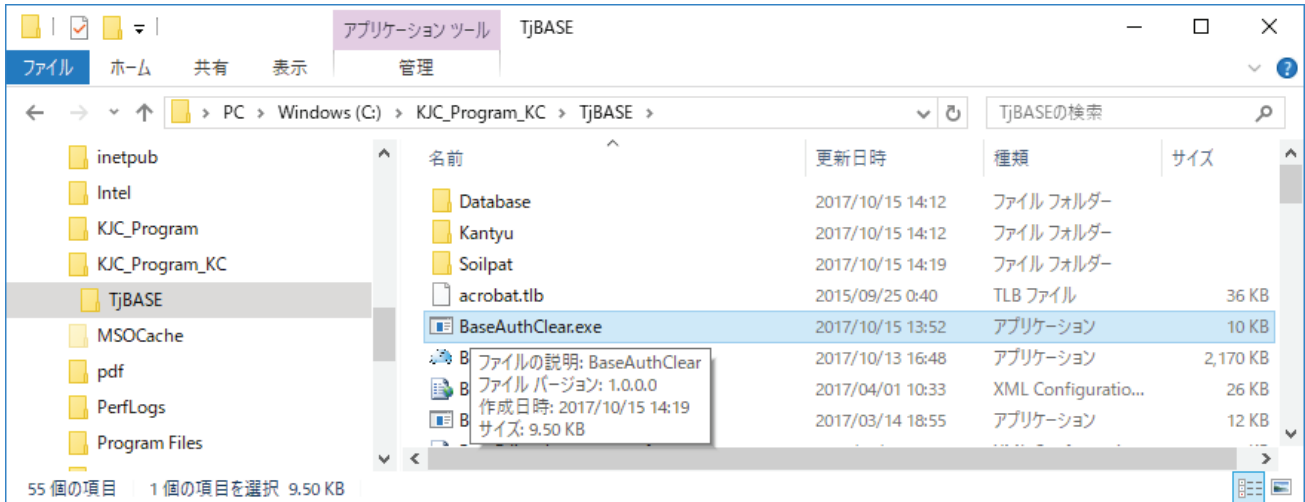 アプリケーション ツール TjBASE
ファイル ホーム 共有 表示 管理
PC > Windows (C:) > KJC_Program_KC > TjBASE > TjBASEの検索
inetpub
Intel
KJC_Program
KJC_Program_KC
TjBASE
MSOCache
pdf
PerfLogs
Program Files
名前 更新日時 種類 サイズ
Database 2017/10/15 14:12 ファイル フォルダー
Kantyu 2017/10/15 14:12 ファイル フォルダー
Soilpat 2017/10/15 14:19 ファイル フォルダー
acrobat.tlb 2015/09/25 0:40 TLB ファイル 36 KB
BaseAuthClear.exe 2017/10/15 13:52 アプリケーション 10 KB
B 2017/10/13 16:48 アプリケーション 2,170 KB
B 2017/04/01 10:33 XML Configuratio... 26 KB
B 2017/03/14 18:55 アプリケーション 12 KB
ファイルの説明: BaseAuthClear
ファイル バージョン: 1.0.0.0
作成日時: 2017/10/15 14:19
サイズ: 9.50 KB
55 個の項目 1 個の項目を選択 9.50 KB